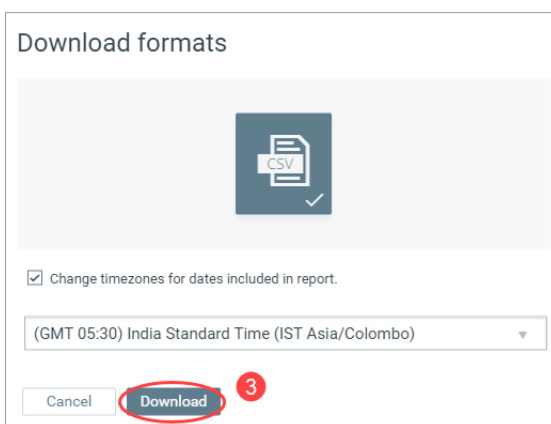 Download formats
CSV
Change timezones for dates included in report.
(GMT 05:30) India Standard Time (IST Asia/Colombo)
Cancel
Download
3